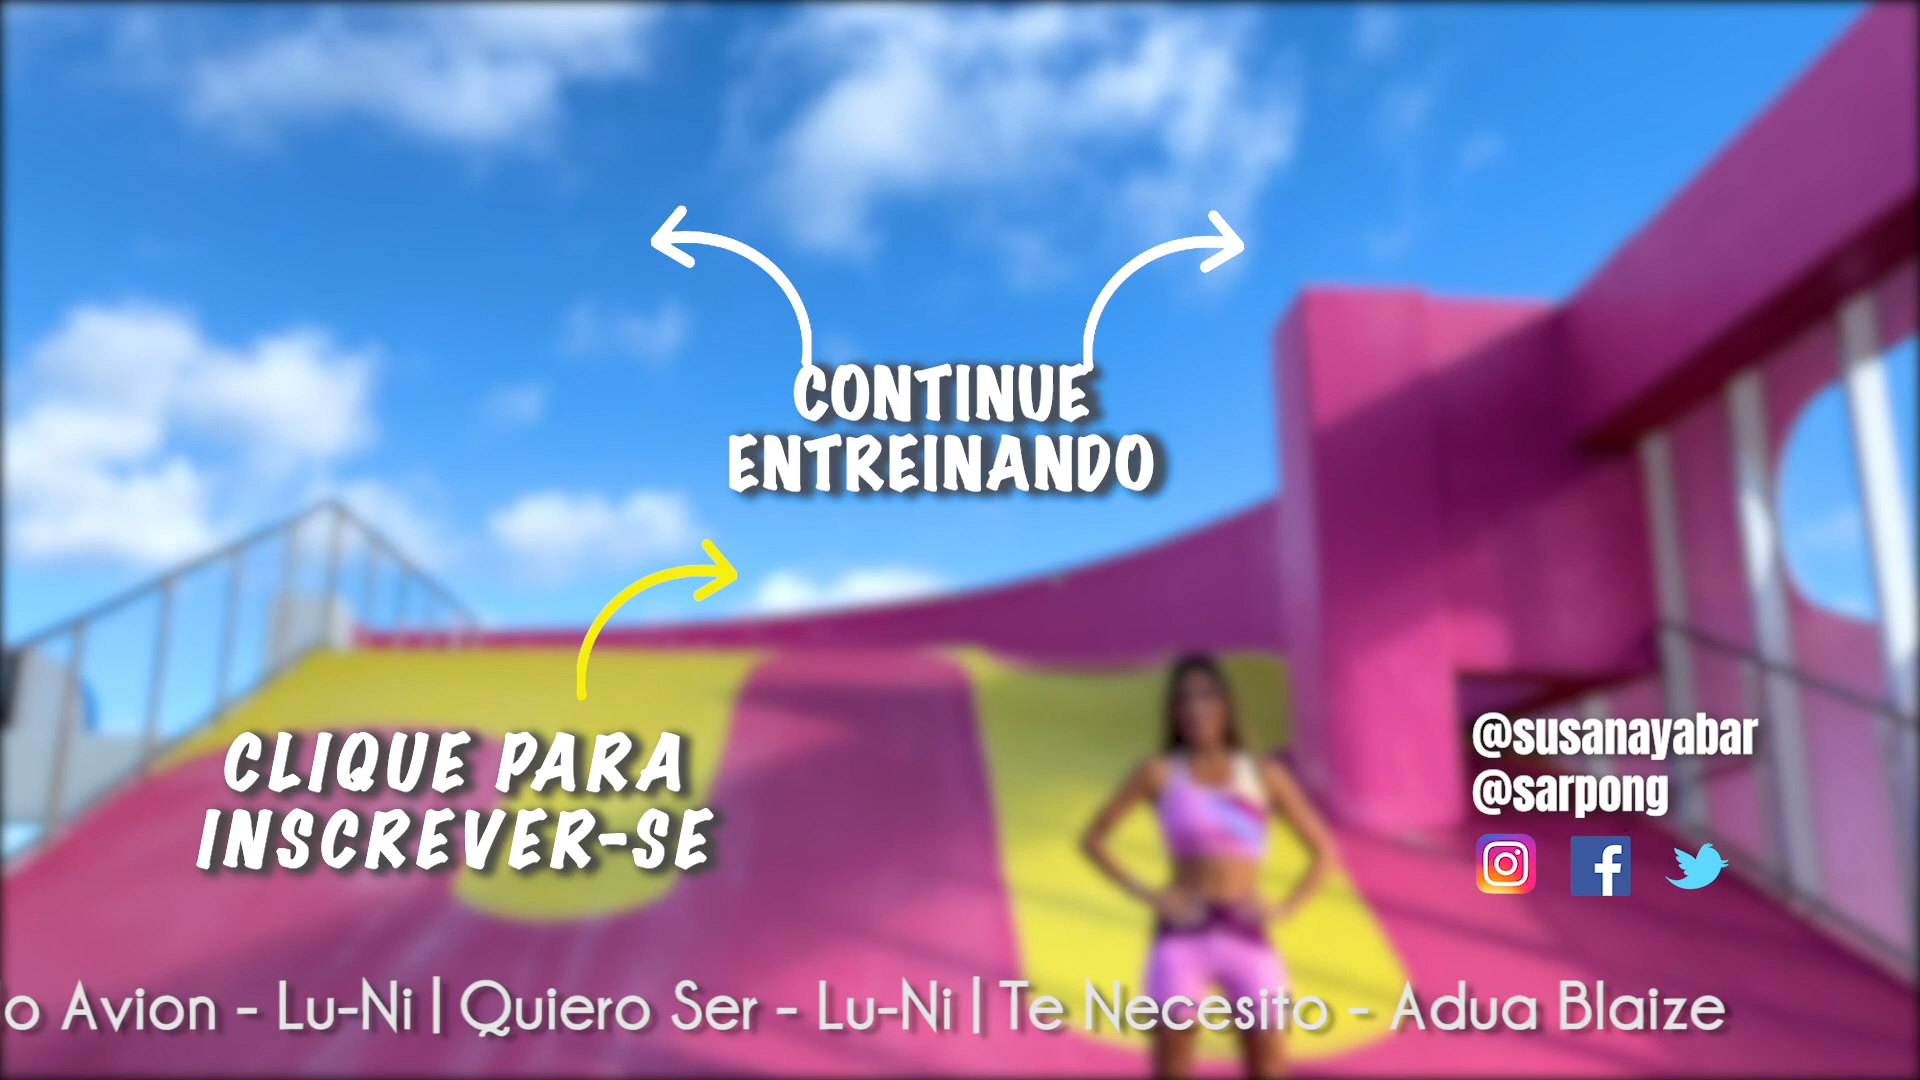 CONTINUE
ENTREINANDO
CLIQUE PARA
INSCREVER-SE
@susanayabar
@sarpong
o Avion - Lu-Ni | Quiero Ser - Lu-Ni | Te Necesito - Adua Blaize